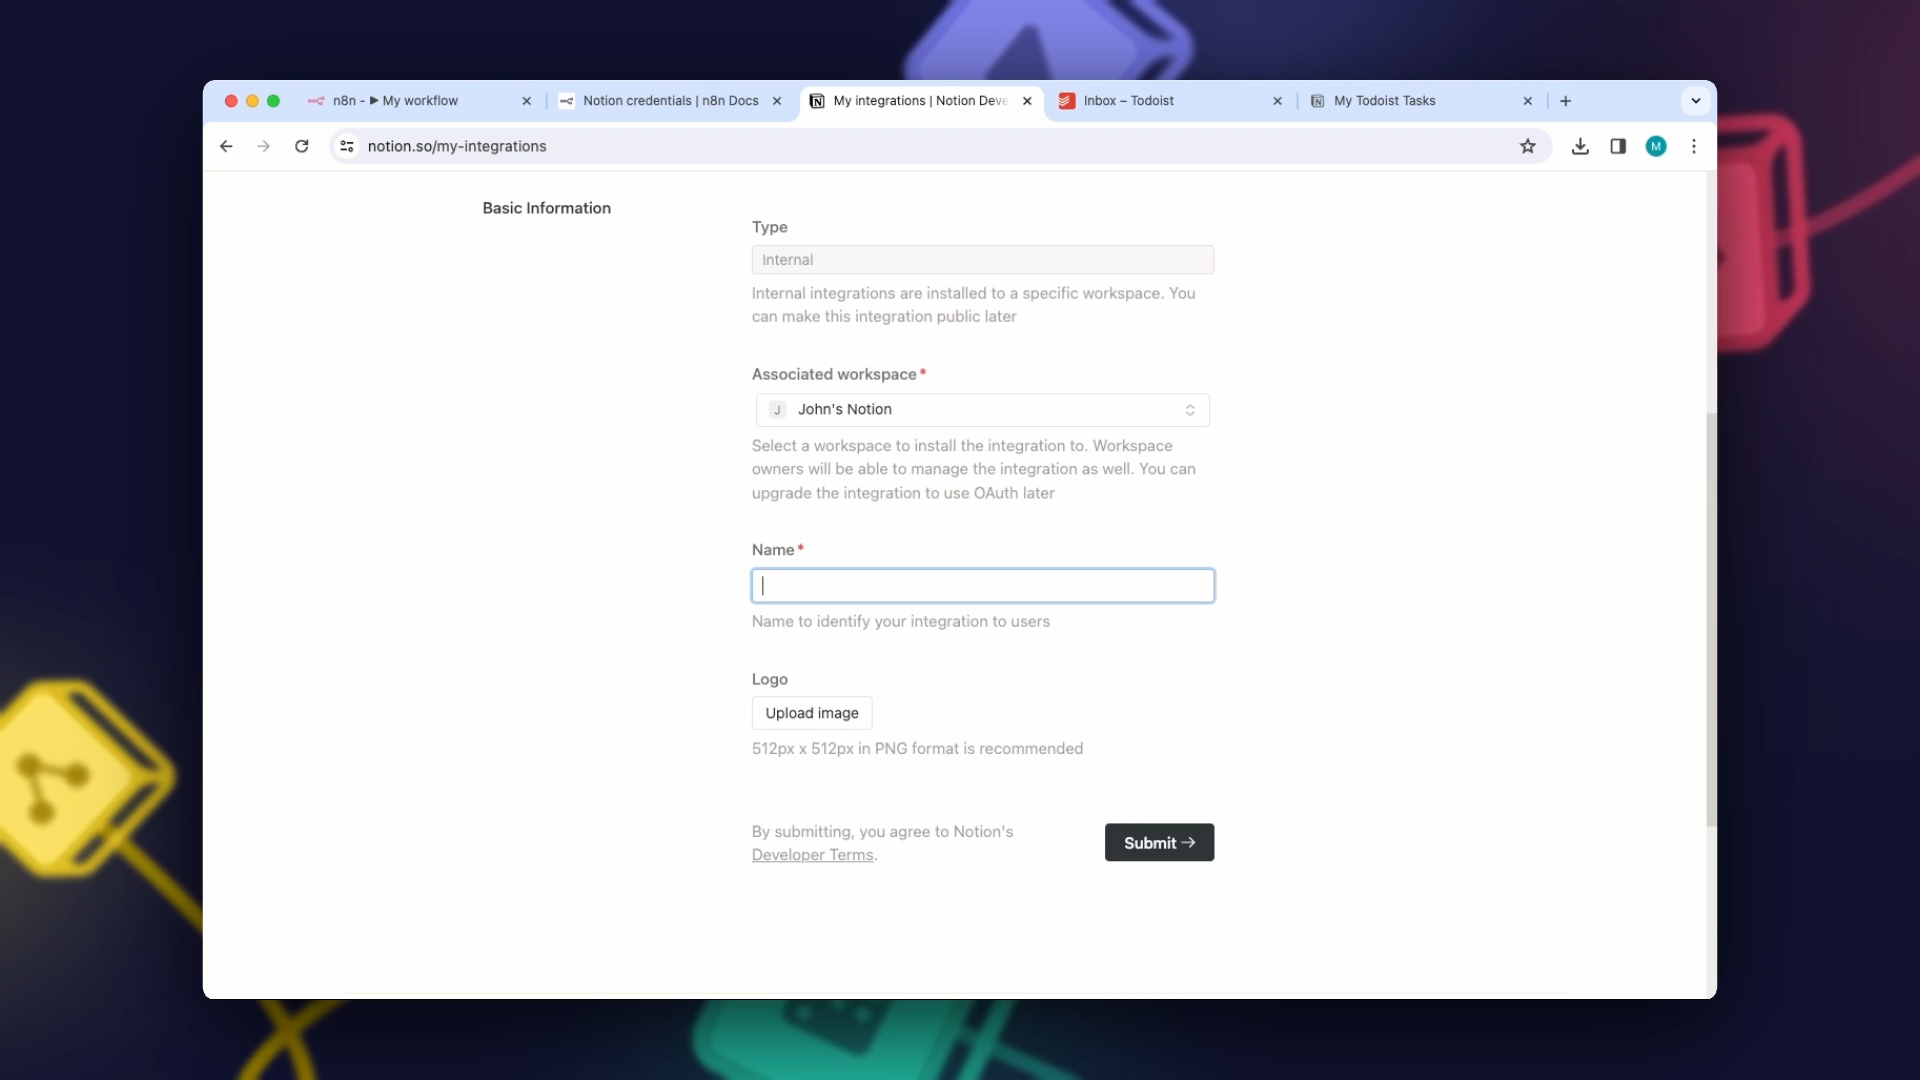 n8n - ▶ My workflow
Notion credentials | n8n Docs
My integrations | Notion Deve
Inbox – Todoist
My Todoist Tasks
notion.so/my-integrations
M
Basic Information
Type
Internal
Internal integrations are installed to a specific workspace. You
can make this integration public later
Associated workspace*
J John's Notion
Select a workspace to install the integration to. Workspace
owners will be able to manage the integration as well. You can
upgrade the integration to use OAuth later
Name*
Name to identify your integration to users
Logo
Upload image
512px x 512px in PNG format is recommended
By submitting, you agree to Notion's
Developer Terms.
Submit →